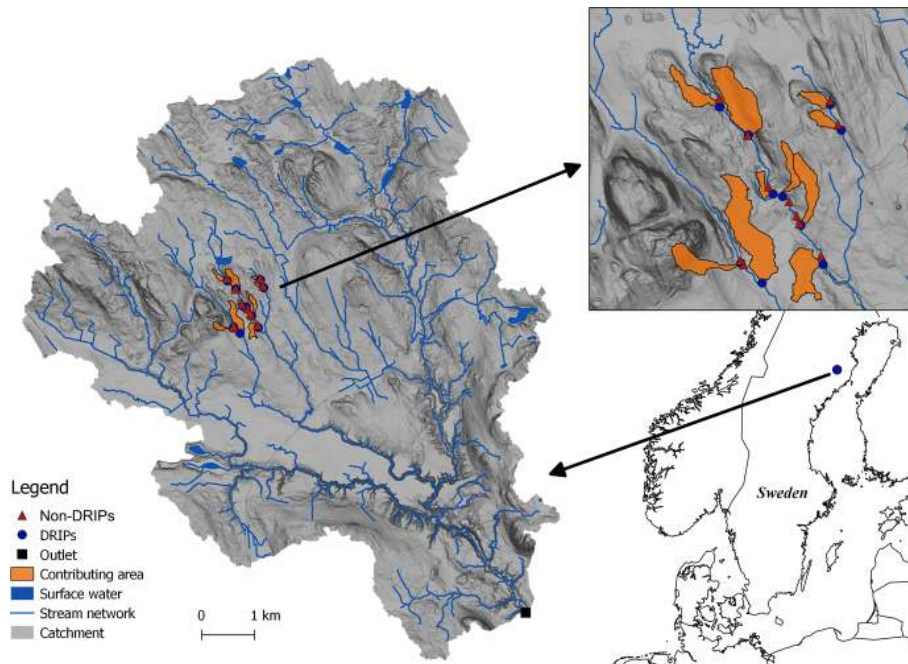 Sweden
Legend
Non-DRIPs
DRIPs
Outlet
Contributing area
Surface water
Stream network
Catchment
0 1 km